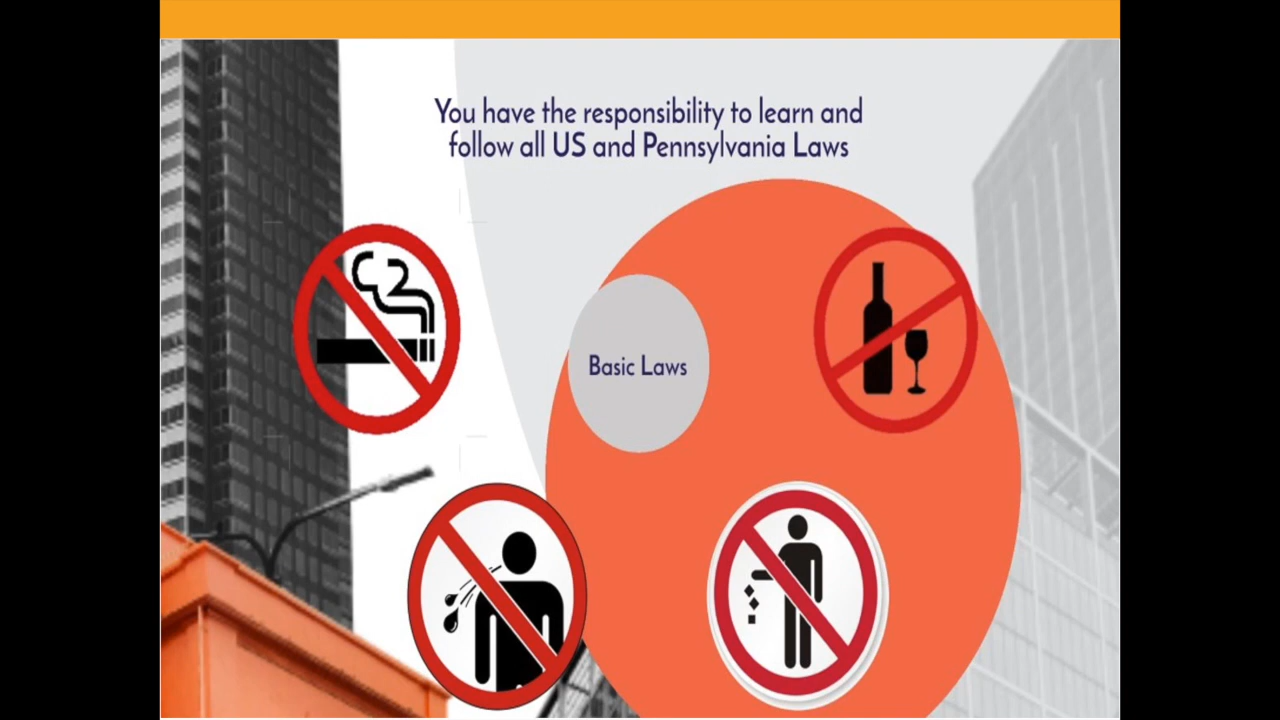 You have the responsibility to learn and
follow all US and Pennsylvania Laws
Basic Laws